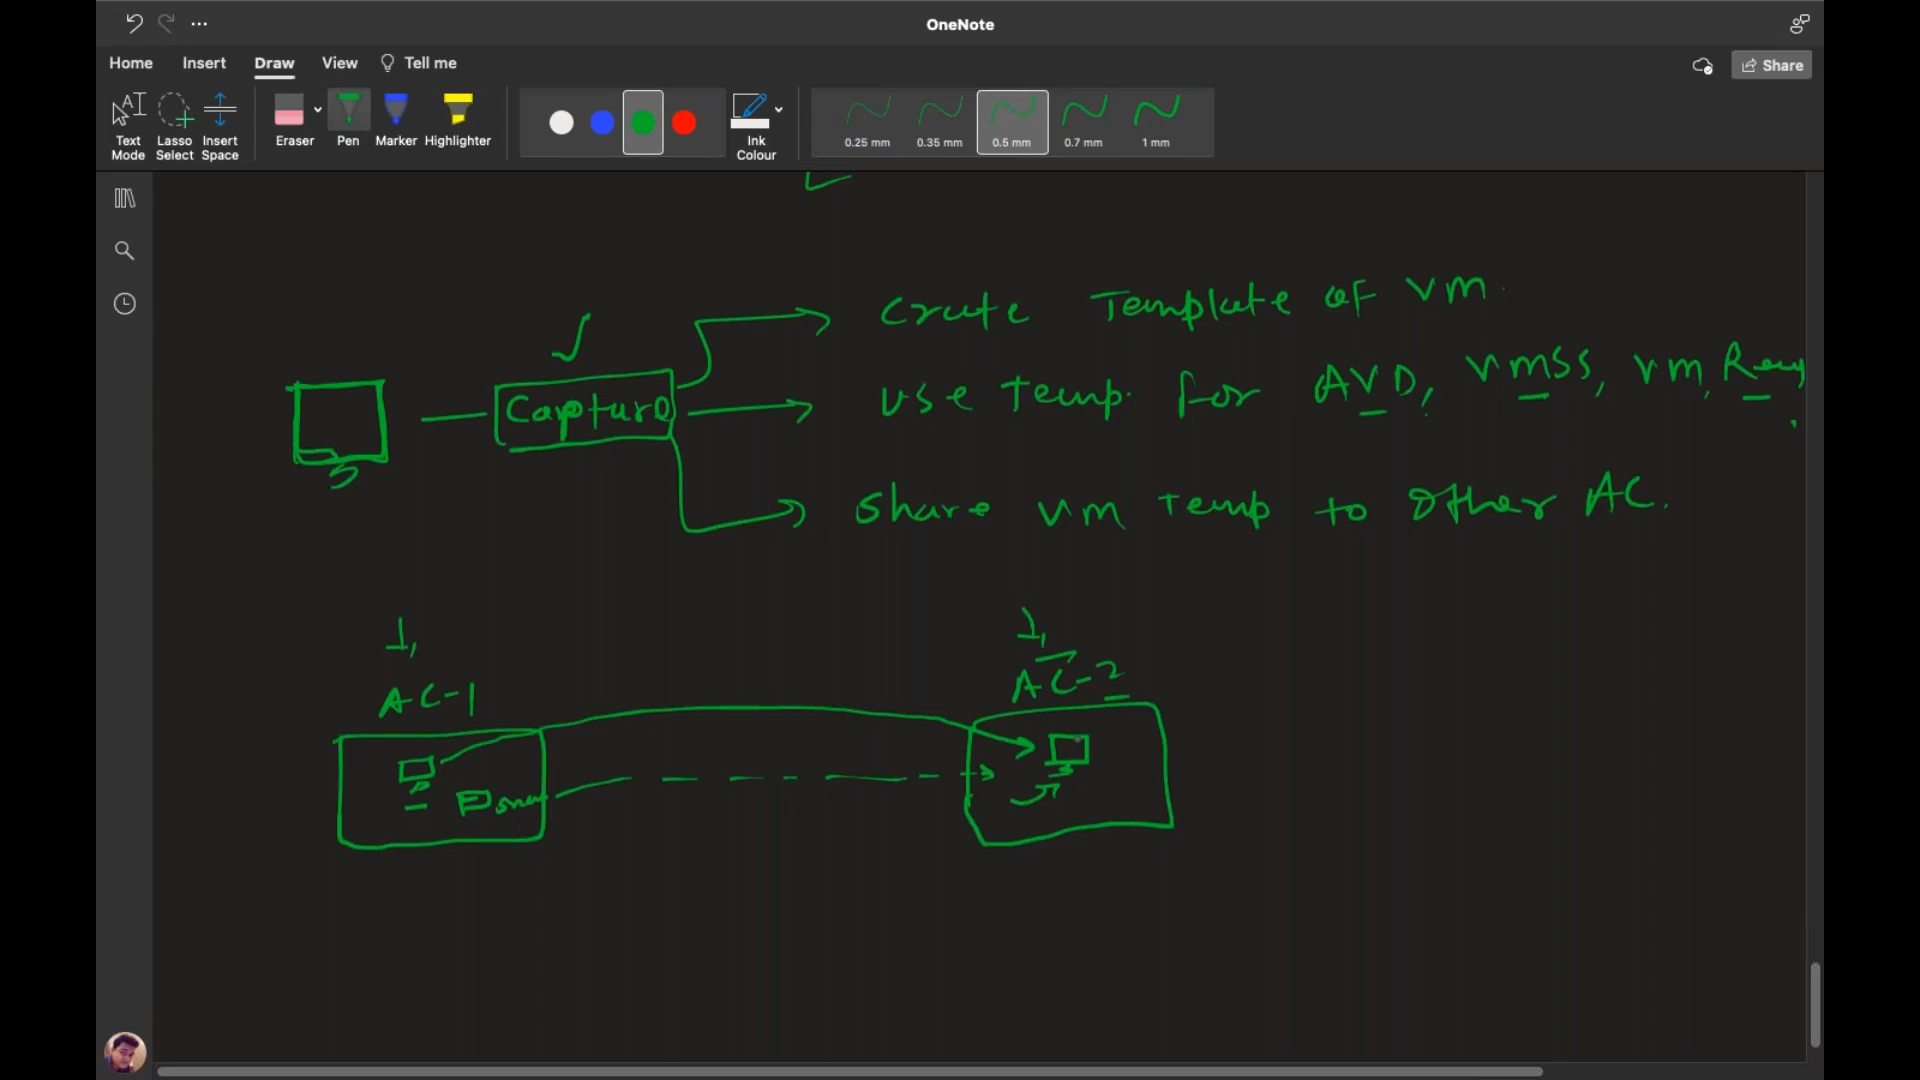 OneNote
Home Insert Draw View Tell me
Share
Text Mode Lasso Select Insert Space Eraser Pen Marker Highlighter Ink Colour 0.25 mm 0.35 mm 0.5 mm 0.7 mm 1 mm
Create Template of VM.
Capture
Use Temp. for AVD, VMSS, VM,
Share VM Temp to Other AC.
1,
1,
AC-1
AC-2